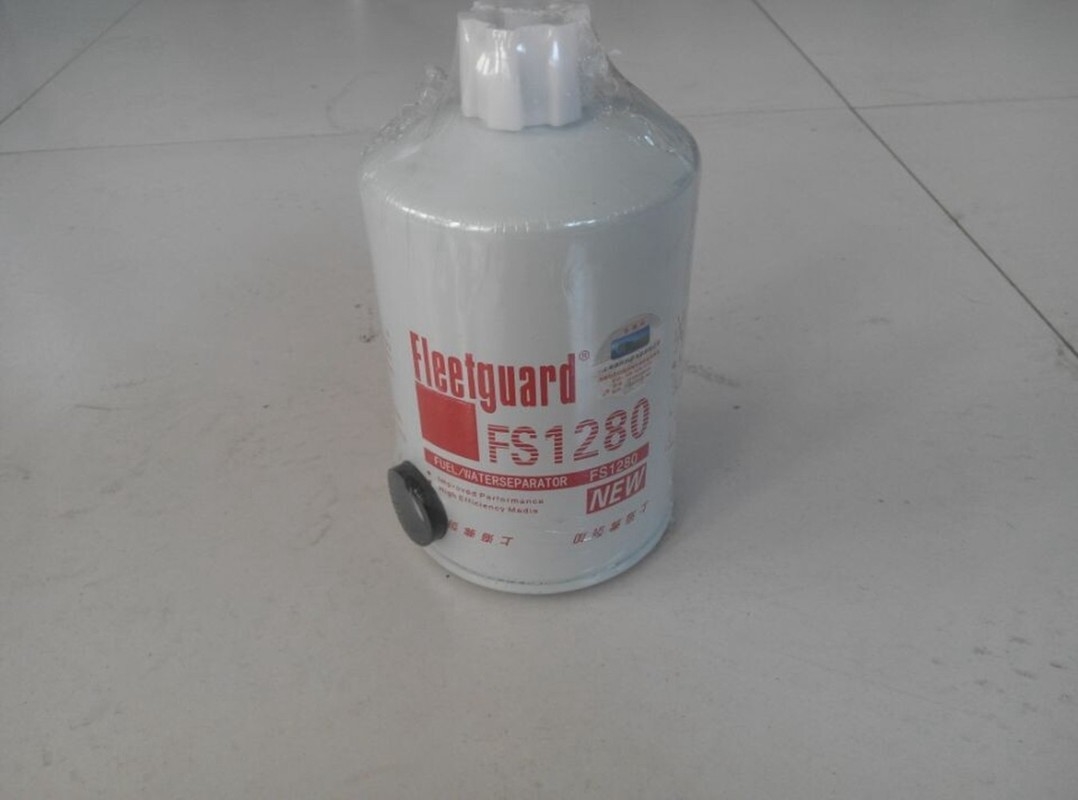 Fleetguard®
FS1280
FUEL/WATERSEPARATOR FS1280
Improved Performance
High Efficiency Media
NEW